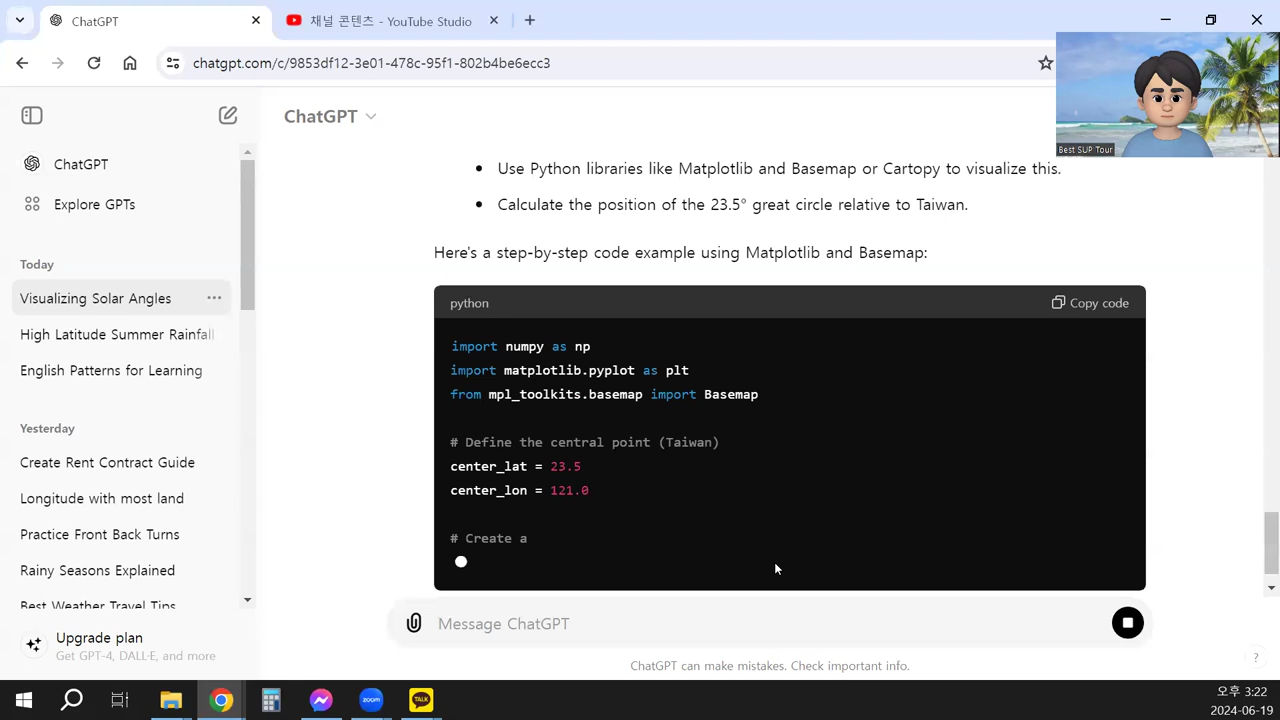 ChatGPT
채널 콘텐츠 - YouTube Studio
chatgpt.com/c/9853df12-3e01-478c-95f1-802b4be6ecc3
Best SUP Tour
ChatGPT
ChatGPT
Explore GPTs
Today
Visualizing Solar Angles
High Latitude Summer Rainfall
English Patterns for Learning
Yesterday
Create Rent Contract Guide
Longitude with most land
Practice Front Back Turns
Rainy Seasons Explained
Best Weather Travel Tips
Upgrade plan
Get GPT-4, DALL·E, and more
• Use Python libraries like Matplotlib and Basemap or Cartopy to visualize this.
• Calculate the position of the 23.5° great circle relative to Taiwan.
Here's a step-by-step code example using Matplotlib and Basemap:
python
Copy code
import numpy as np
import matplotlib.pyplot as plt
from mpl_toolkits.basemap import Basemap
# Define the central point (Taiwan)
center_lat = 23.5
center_lon = 121.0
# Create a
Message ChatGPT
ChatGPT can make mistakes. Check important info.
?
zoom
TALK
오후 3:22
2024-06-19